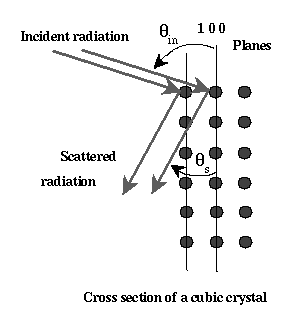 1 0 0
θin
Incident radiation
Planes
Scattered
radiation
θs
Cross section of a cubic crystal